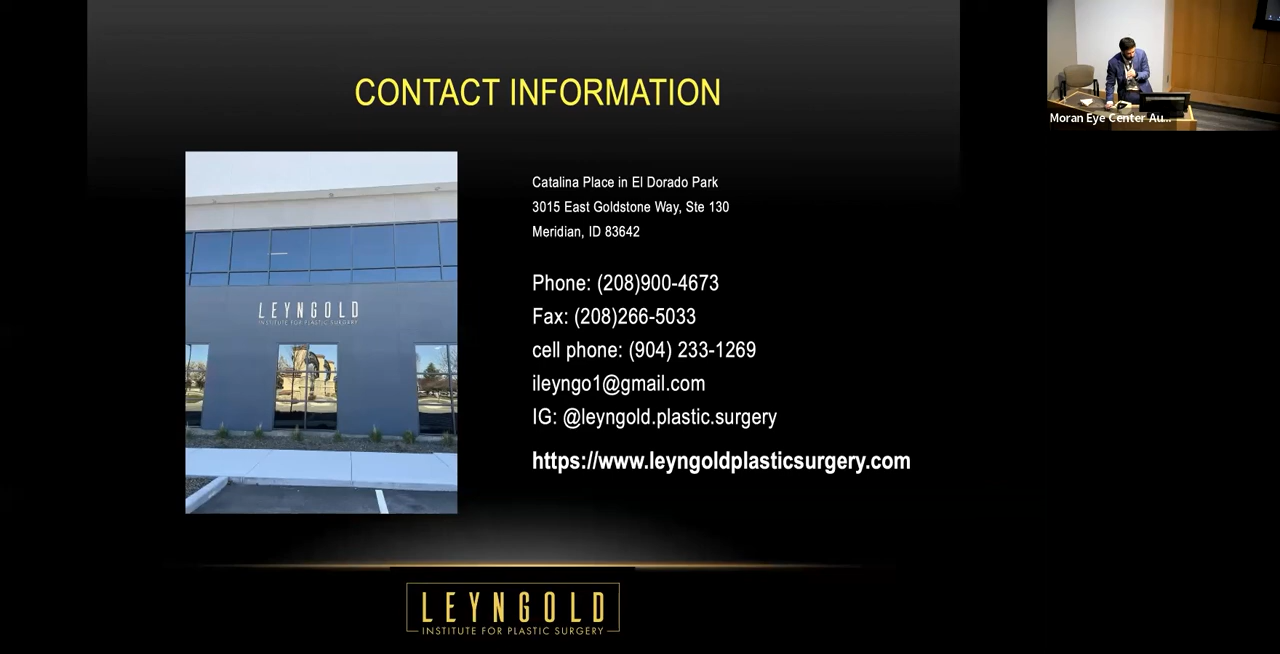 CONTACT INFORMATION
Moran Eye Center Au...
LEYNGOLD
INSTITUTE FOR PLASTIC SURGERY
Catalina Place in El Dorado Park
3015 East Goldstone Way, Ste 130
Meridian, ID 83642
Phone: (208)900-4673
Fax: (208)266-5033
cell phone: (904) 233-1269
ileyngo1@gmail.com
IG: @leyngold.plastic.surgery
https://www.leyngoldplasticsurgery.com
LEYNGOLD
INSTITUTE FOR PLASTIC SURGERY